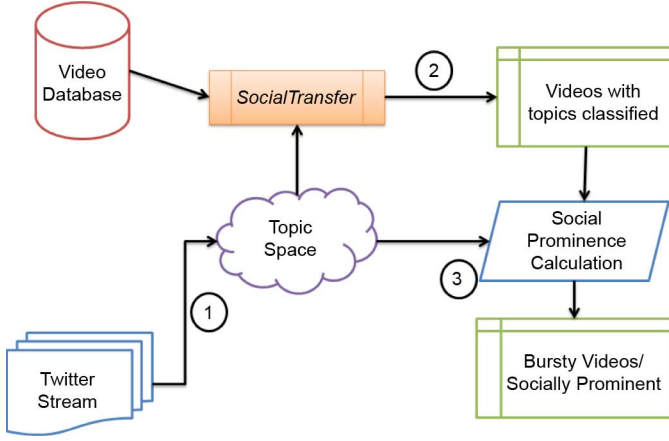 Video
Database
SocialTransfer
2
Videos with
topics classified
Topic
Space
Social
Prominence
Calculation
3
1
Twitter
Stream
Bursty Videos/
Socially Prominent